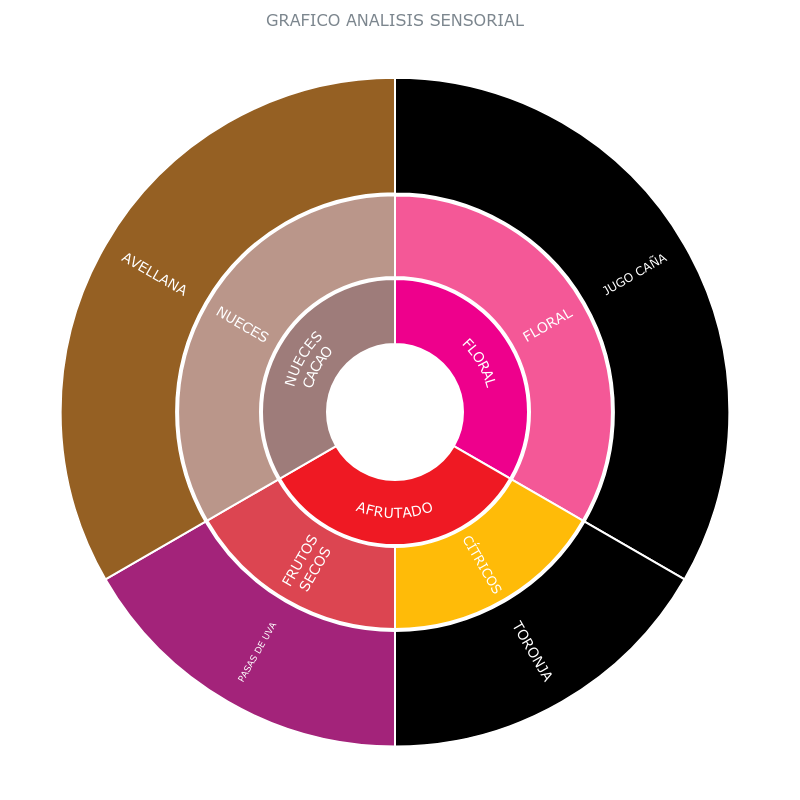 GRAFICO ANALISIS SENSORIAL
JUGO CAÑA
AVELLANA
FLORAL
NUECES
FLORAL
NUECES
CACAO
AFRUTADO
CÍTRICOS
FRUTOS
SECOS
TORONJA
PASAS DE UVA